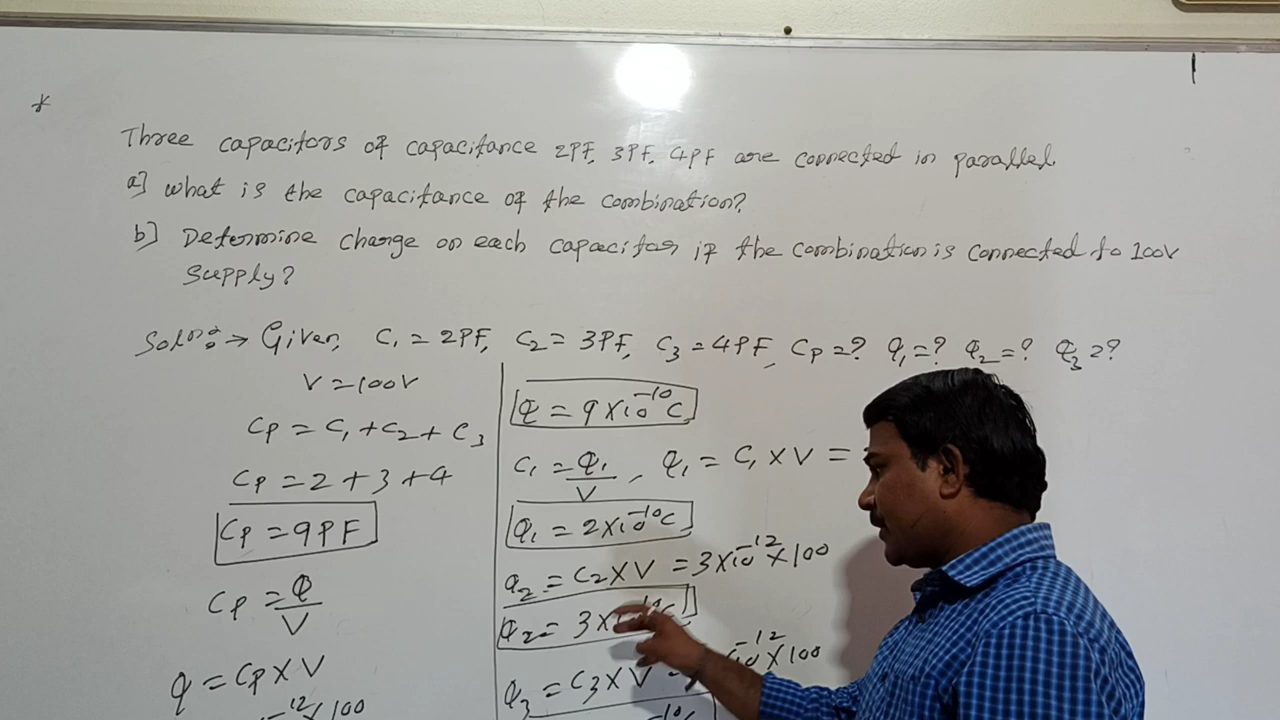 *
Three capacitors of capacitance 2PF, 3PF, 4PF are connected in parallel.
a] What is the capacitance of the combination?
b] Determine charge on each capacitor if the combination is connected to 100V
Supply?
Soln:→ Given, C₁ = 2PF, C₂ = 3PF, C₃ = 4PF, Cp = ? q₁ = ? q₂ = ? q₃ = ?
V = 100V
Cp = C₁ + C₂ + C₃
Cp = 2 + 3 + 4
Cp = 9PF
Cp = q/V
q = Cp X V
⁻¹² X 100
q = 9 X 10⁻¹⁰ C
C₁ = q₁/V, q₁ = C₁ X V =
q₁ = 2 X 10⁻¹⁰ C
q₂ = C₂ X V = 3 X 10⁻¹² X 100
q₂ = 3 X
q₃ = C₃ X V = 10⁻¹² X 100